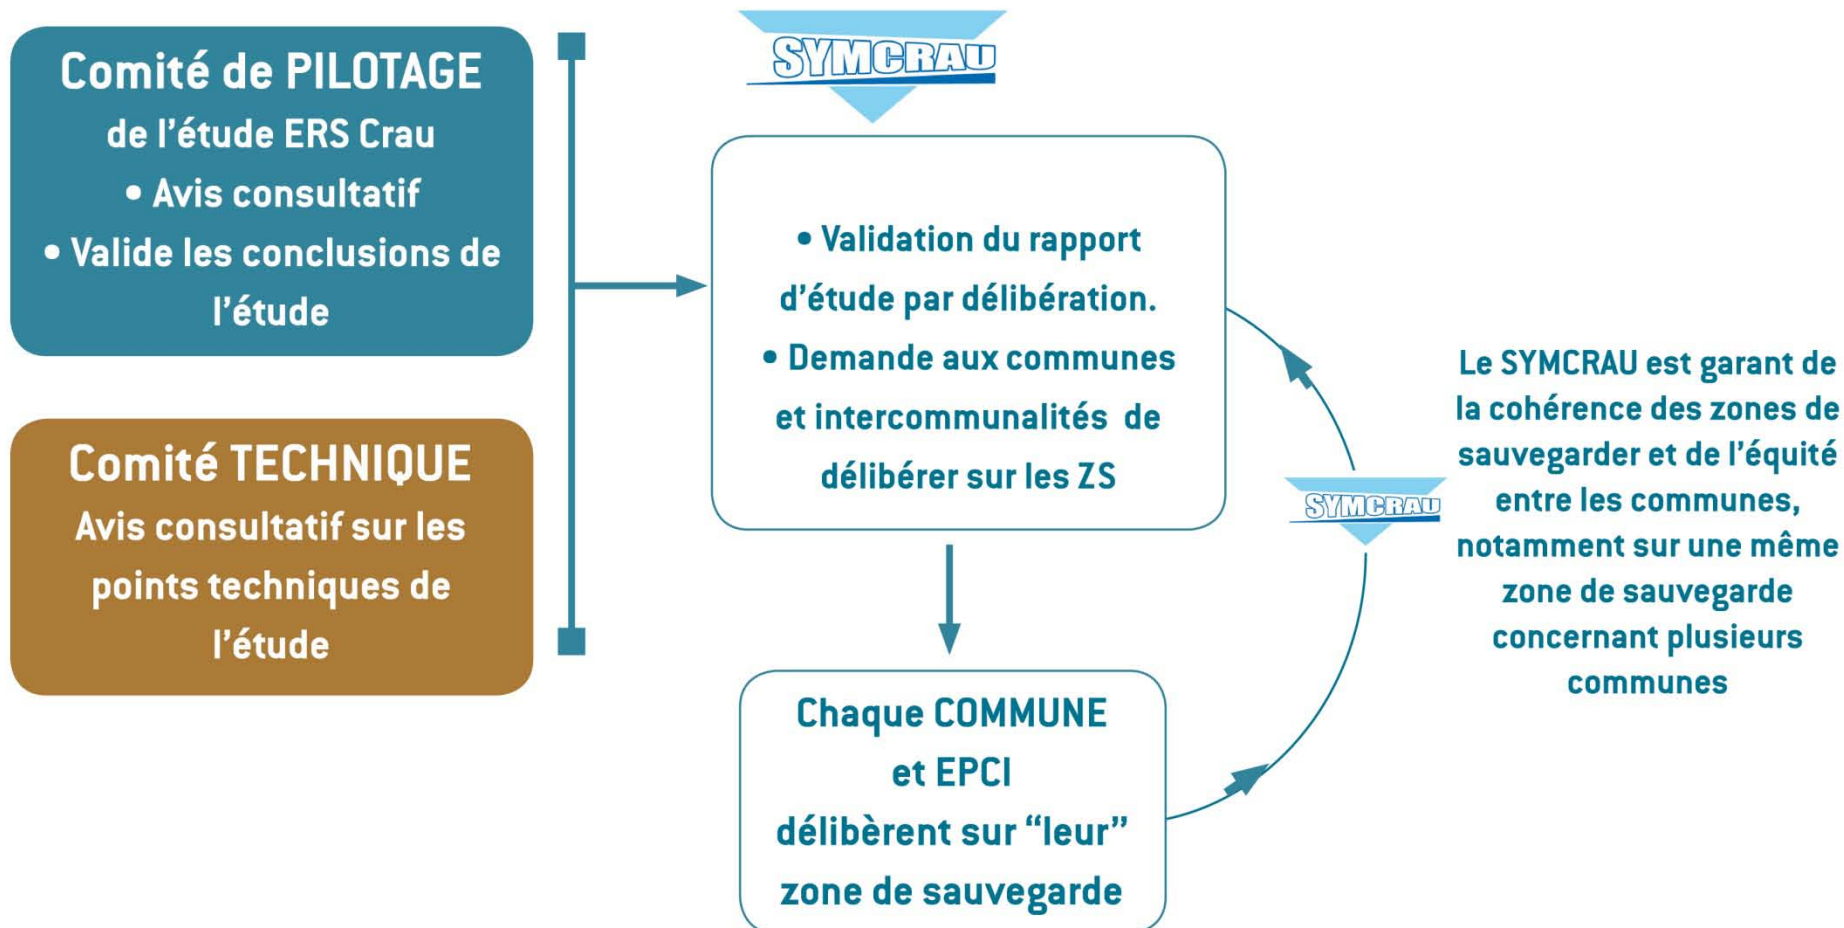 Comité de PILOTAGE
de l’étude ERS Crau
• Avis consultatif
• Valide les conclusions de
l’étude
Comité TECHNIQUE
Avis consultatif sur les
points techniques de
l’étude
SYMCRAU
• Validation du rapport
d’étude par délibération.
• Demande aux communes
et intercommunalités de
délibérer sur les ZS
Chaque COMMUNE
et EPCI
délibèrent sur “leur”
zone de sauvegarde
SYMCRAU
Le SYMCRAU est garant de
la cohérence des zones de
sauvegarder et de l’équité
entre les communes,
notamment sur une même
zone de sauvegarde
concernant plusieurs
communes